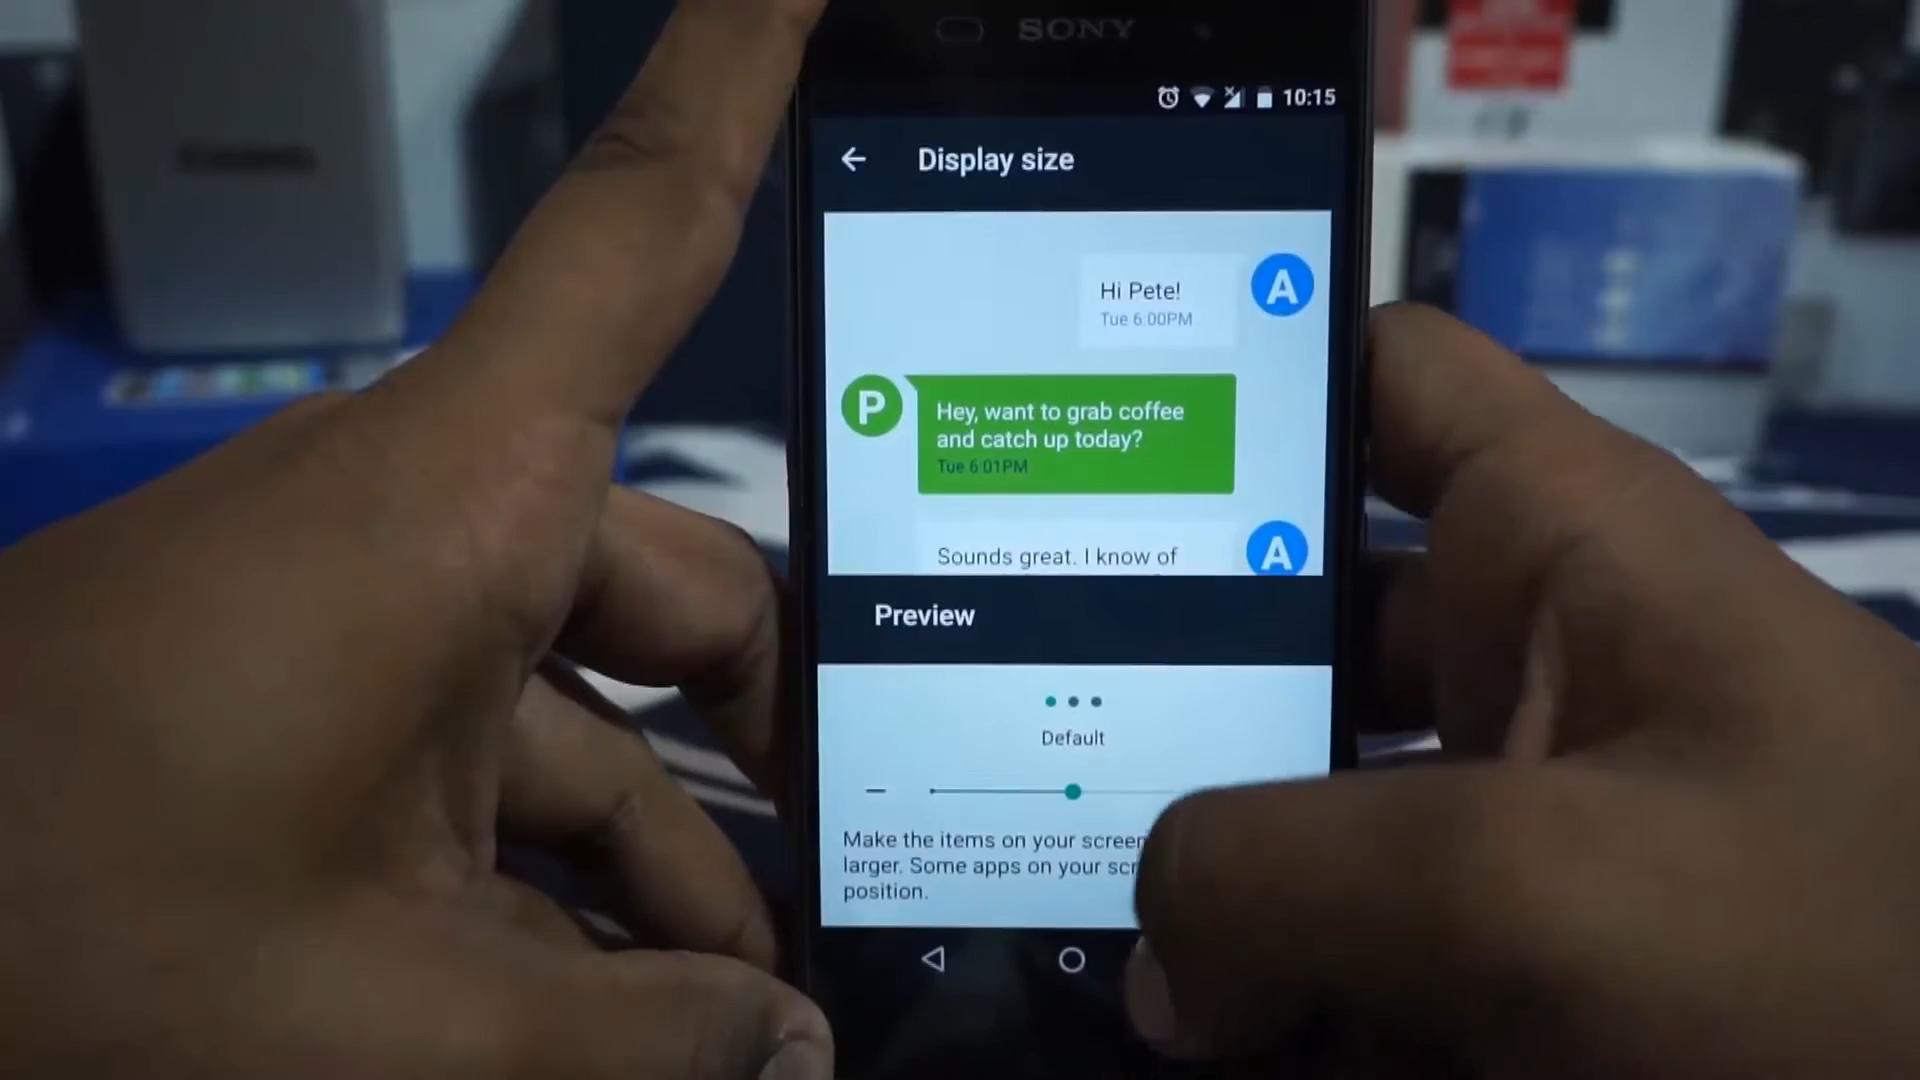 SONY
10:15
Display size
Hi Pete!
A
Tue 6:00PM
P
Hey, want to grab coffee
and catch up today?
Tue 6:01PM
Sounds great. I know of
A
Preview
Default
Make the items on your screen
larger. Some apps on your scr
position.